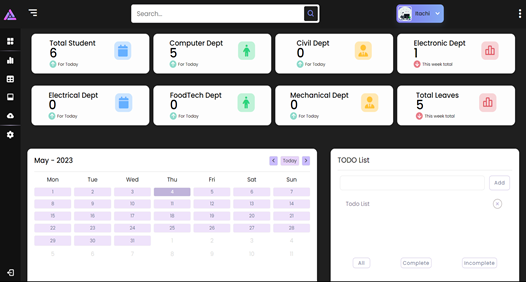 Search...
Itachi
Total Student
6
For Today
Computer Dept
5
For Today
Civil Dept
0
For Today
Electronic Dept
1
This week total
Electrical Dept
0
For Today
FoodTech Dept
0
For Today
Mechanical Dept
0
For Today
Total Leaves
5
This week total
May - 2023
Today
Mon Tue Wed Thu Fri Sat Sun
1 2 3 4 5 6 7
8 9 10 11 12 13 14
15 16 17 18 19 20 21
22 23 24 25 26 27 28
29 30 31 1 2 3 4
5 6 7 8 9 10
TODO List
Add
Todo List
All Complete Incomplete